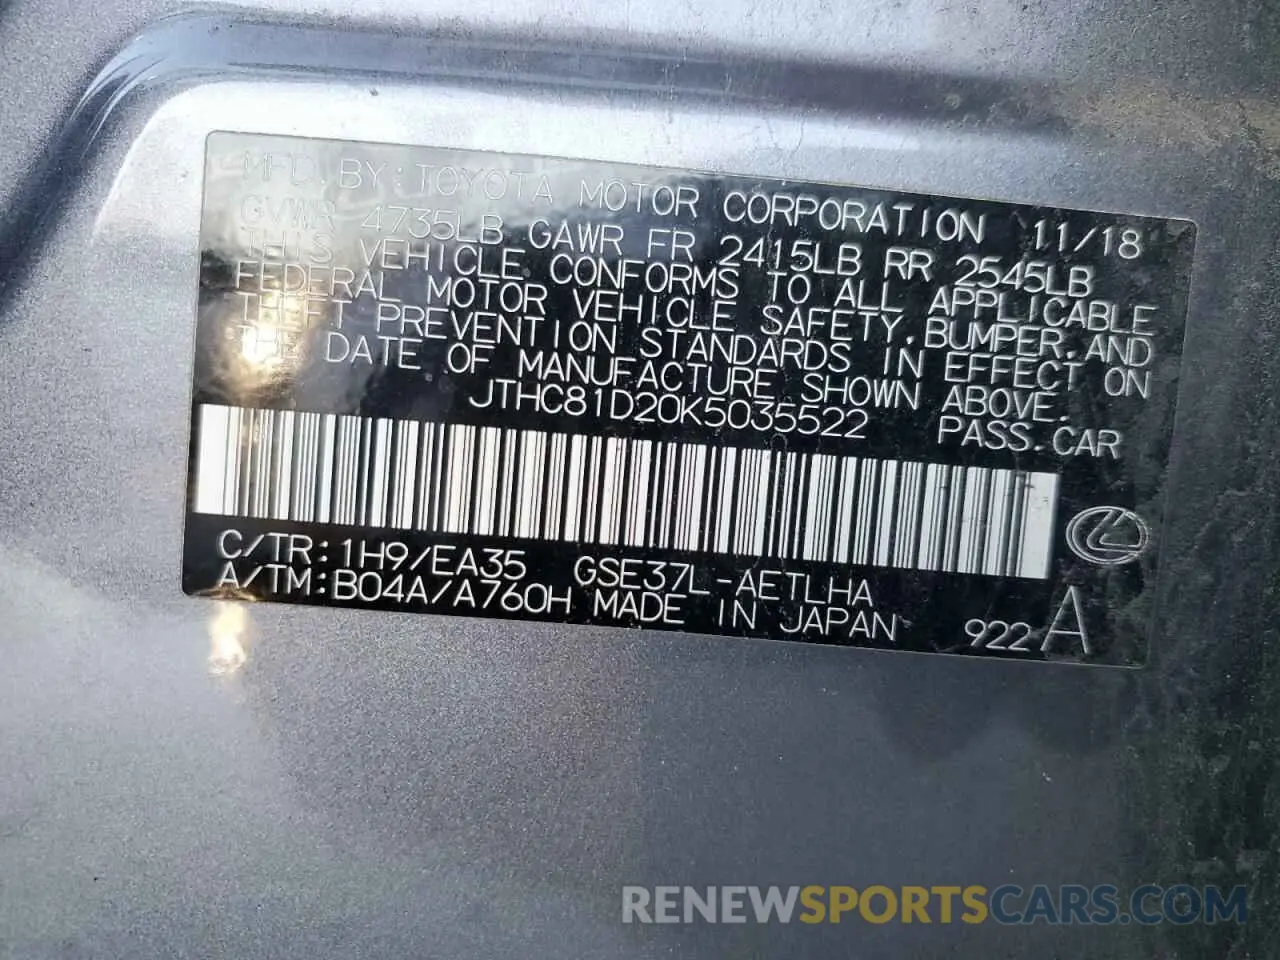 MFD. BY: TOYOTA MOTOR CORPORATION 11/18
GVWR 4735LB GAWR FR 2415LB RR 2545LB
THIS VEHICLE CONFORMS TO ALL APPLICABLE
FEDERAL MOTOR VEHICLE SAFETY, BUMPER, AND
THEFT PREVENTION STANDARDS IN EFFECT ON
THE DATE OF MANUFACTURE SHOWN ABOVE.
JTHC81D20K5035522 PASS. CAR
C/TR: 1H9/EA35 GSE37L-AETLHA
A/TM: B04A/A760H MADE IN JAPAN 922 A
RENEWSPORTSCARS.COM